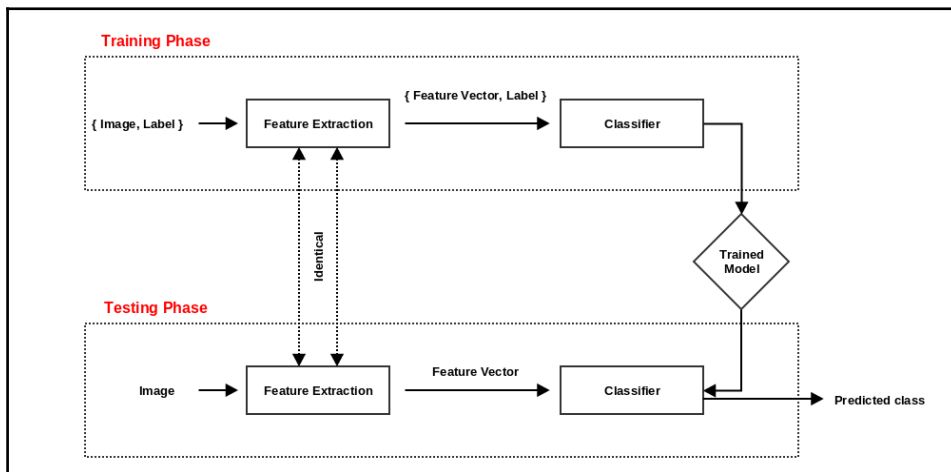 Training Phase
{ Feature Vector, Label }
{ Image, Label }
Feature Extraction
Classifier
Identical
Trained
Model
Testing Phase
Feature Vector
Image
Feature Extraction
Classifier
Predicted class